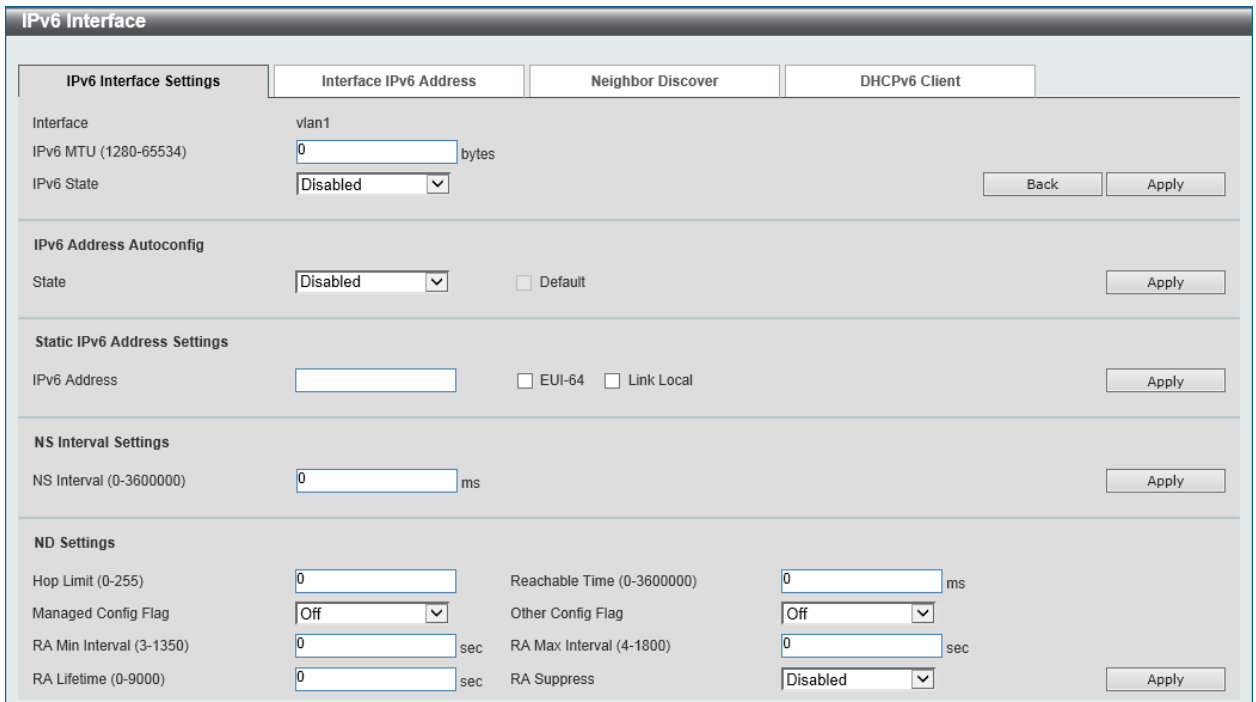 IPv6 Interface
IPv6 Interface Settings Interface IPv6 Address Neighbor Discover DHCPv6 Client
Interface vlan1
IPv6 MTU (1280-65534) 0 bytes
IPv6 State Disabled Back Apply
IPv6 Address Autoconfig
State Disabled Default Apply
Static IPv6 Address Settings
IPv6 Address EUI-64 Link Local Apply
NS Interval Settings
NS Interval (0-3600000) 0 ms Apply
ND Settings
Hop Limit (0-255) 0 Reachable Time (0-3600000) 0 ms
Managed Config Flag Off Other Config Flag Off
RA Min Interval (3-1350) 0 sec RA Max Interval (4-1800) 0 sec
RA Lifetime (0-9000) 0 sec RA Suppress Disabled Apply